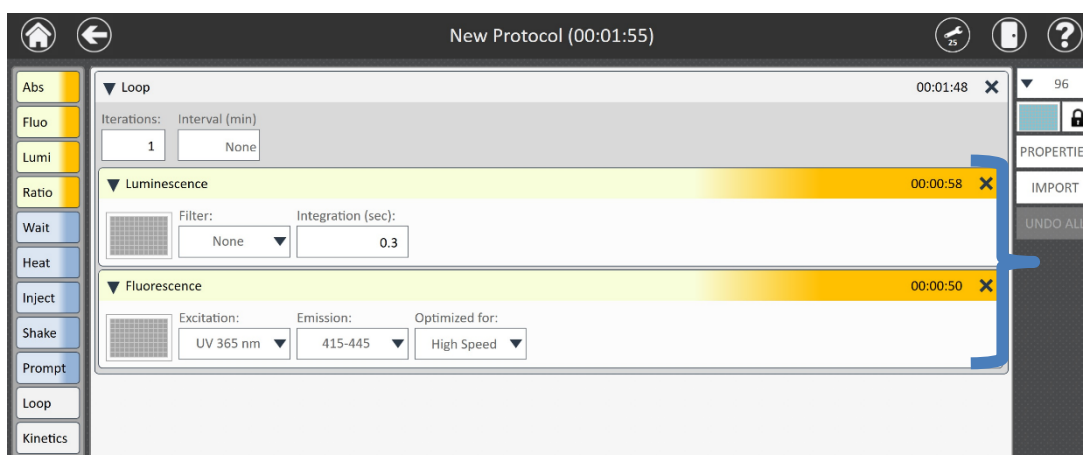 New Protocol (00:01:55)
25
?
Abs
Fluo
Lumi
Ratio
Wait
Heat
Inject
Shake
Prompt
Loop
Kinetics
Loop 00:01:48
Iterations: Interval (min)
1 None
Luminescence 00:00:58
Filter: Integration (sec):
None 0.3
Fluorescence 00:00:50
Excitation: Emission: Optimized for:
UV 365 nm 415-445 High Speed
96
PROPERTIE
IMPORT
UNDO ALL